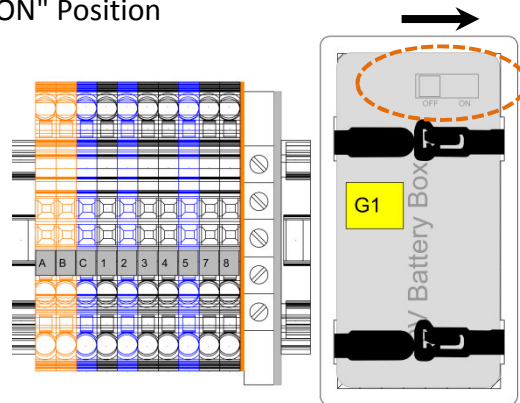 ON" Position
OFF ON
G1
Battery Box
A B C 1 2 3 4 5 7 8